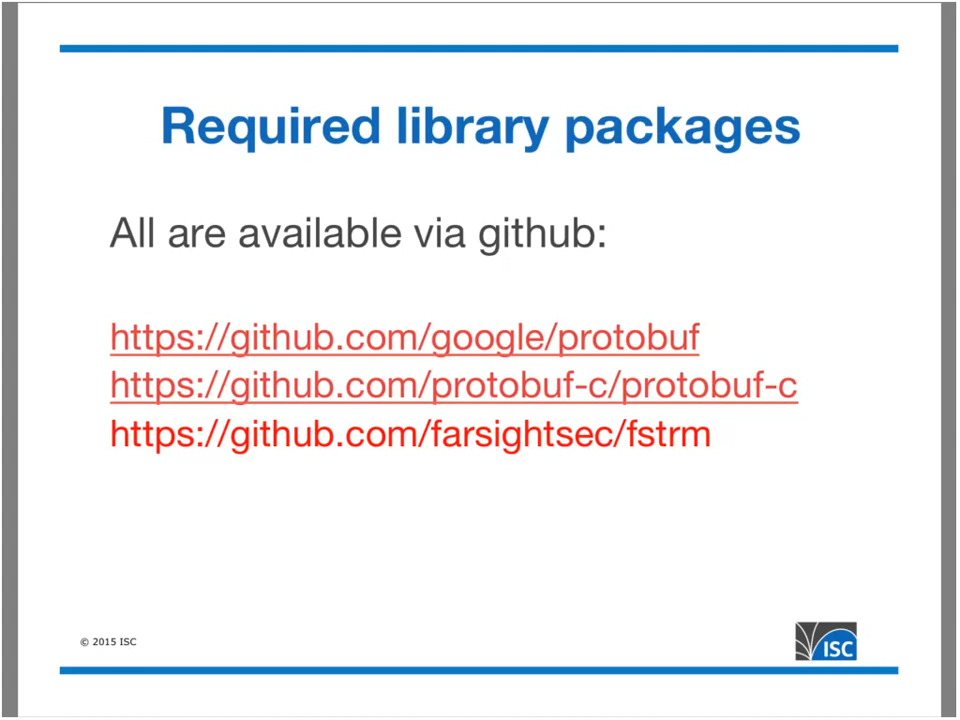 Required library packages
All are available via github:
https://github.com/google/protobuf
https://github.com/protobuf-c/protobuf-c
https://github.com/farsightsec/fstrm
© 2015 ISC
ISC